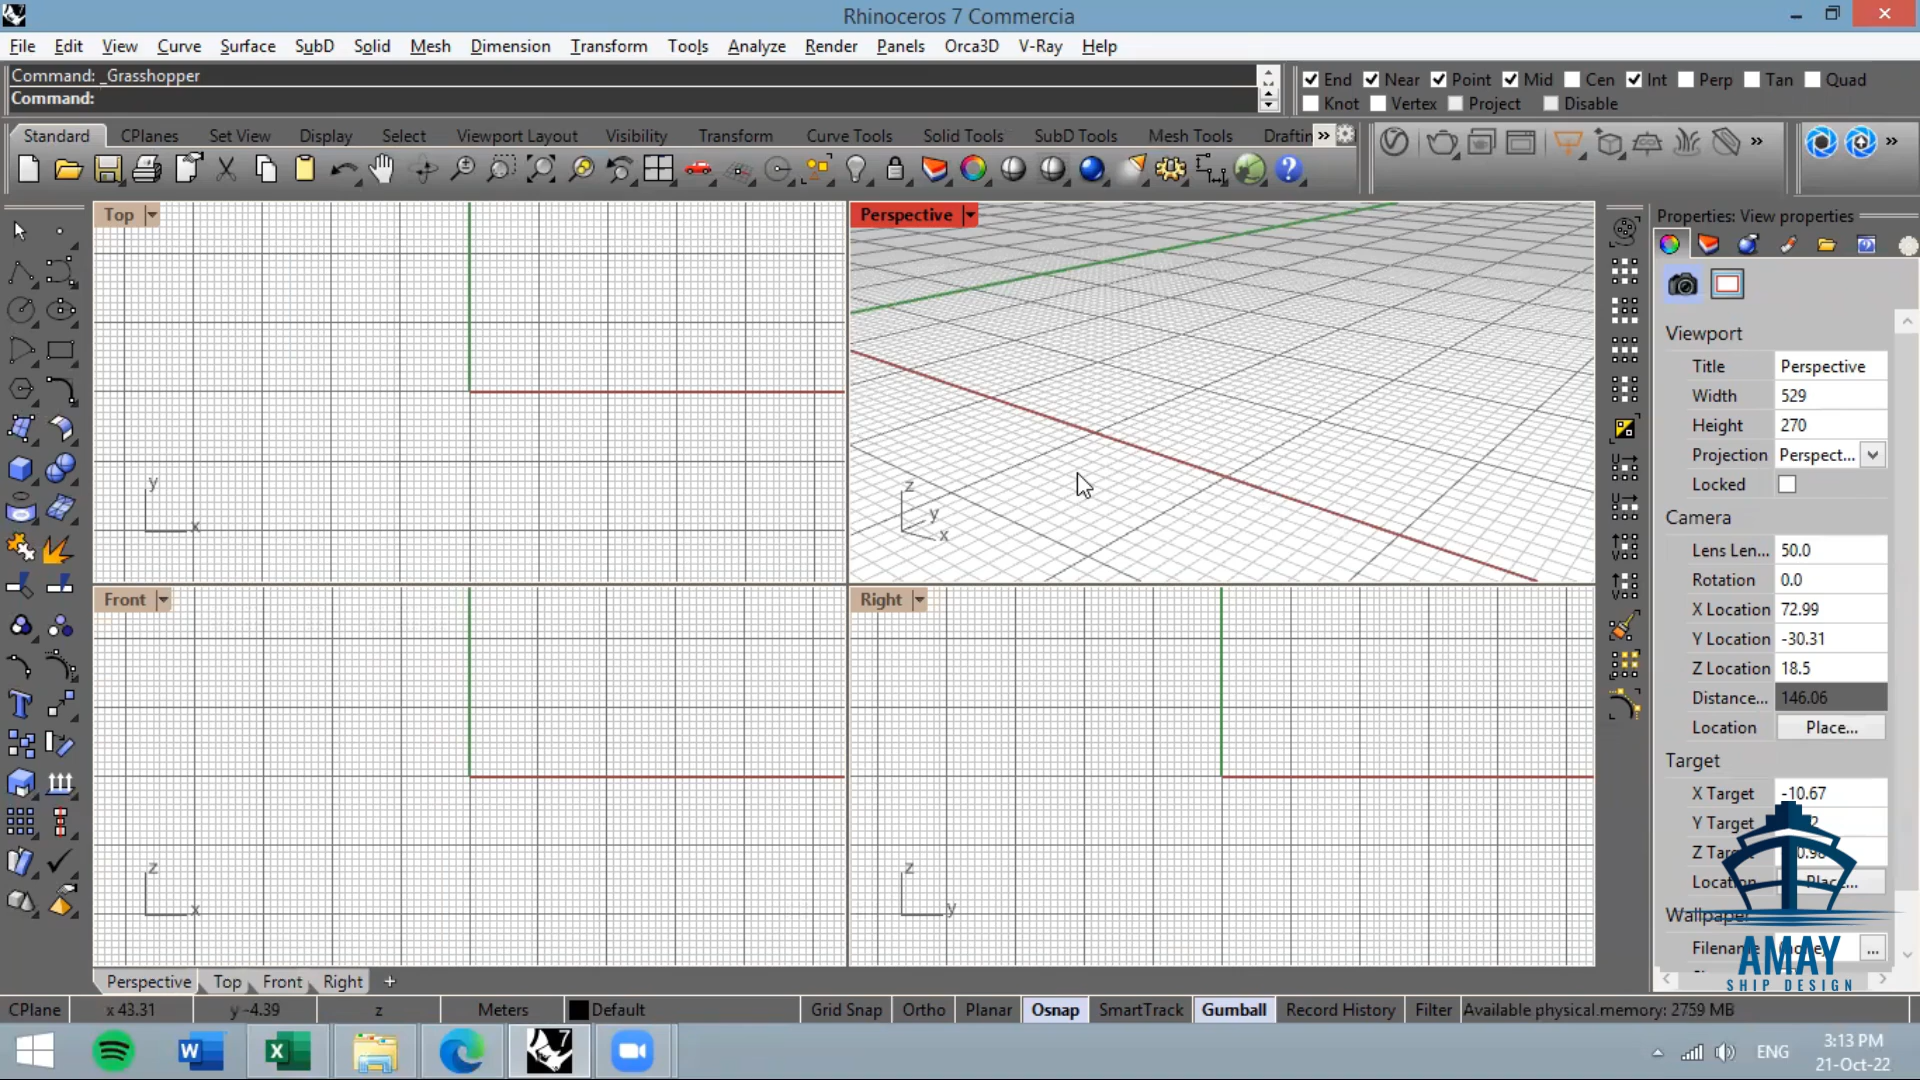 Rhinoceros 7 Commercia
File Edit View Curve Surface SubD Solid Mesh Dimension Transform Tools Analyze Render Panels Orca3D V-Ray Help
Command: _Grasshopper
Command:
End Near Point Mid Cen Int Perp Tan Quad
Knot Vertex Project Disable
Standard CPlanes Set View Display Select Viewport Layout Visibility Transform Curve Tools Solid Tools SubD Tools Mesh Tools Draftin
Top
Perspective
Properties: View properties
Viewport
Title Perspective
Width 529
Height 270
Projection Perspect...
Locked
Camera
Lens Len... 50.0
Rotation 0.0
X Location 72.99
Y Location -30.31
Z Location 18.5
Distance... 146.06
Location Place...
Target
X Target -10.67
Y Target
Z
Place...
Wallpaper
y
x
z
y
x
Front
Right
z
x
z
y
AMAY
SHIP DESIGN
Perspective Top Front Right +
CPlane x 43.31 y -4.39 z Meters Default Grid Snap Ortho Planar Osnap SmartTrack Gumball Record History Filter Available physical memory: 2759 MB
7
ENG
3:13 PM
21-Oct-22